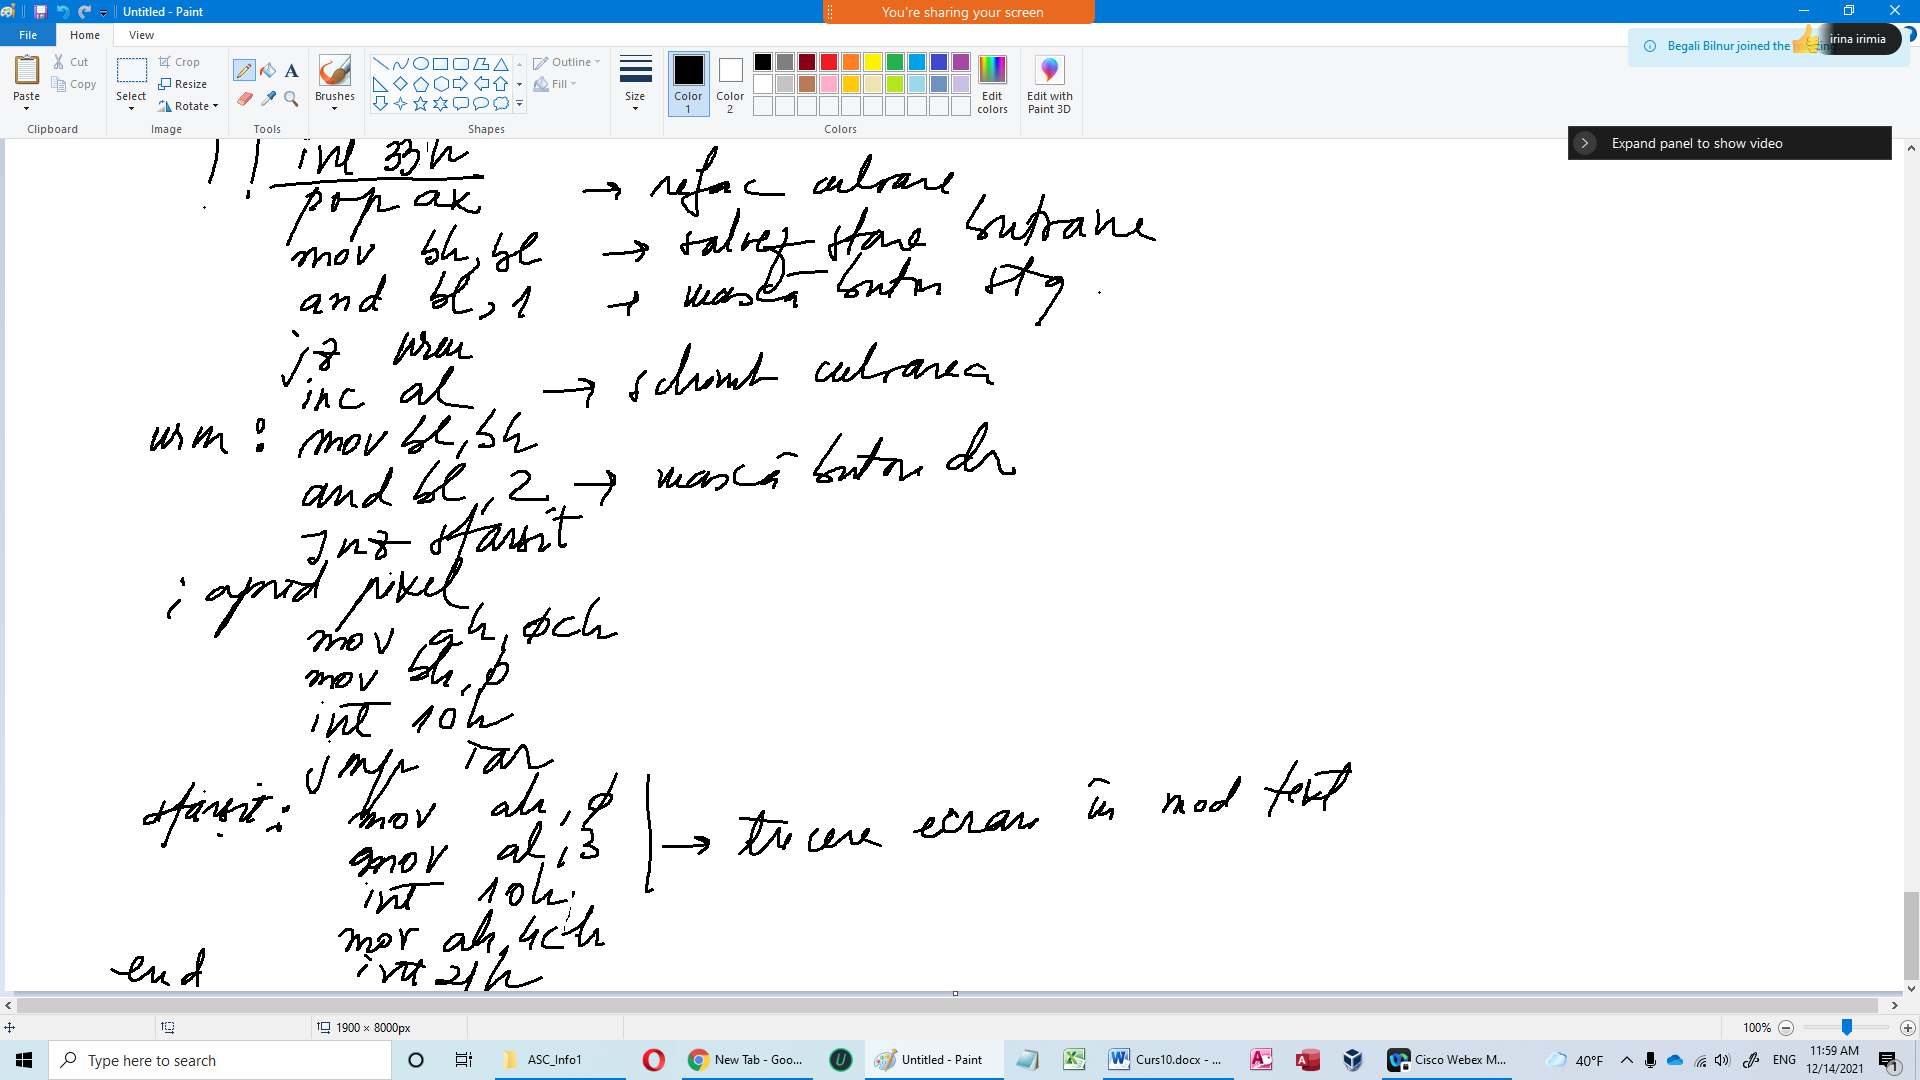 Untitled - Paint
You're sharing your screen
File Home View
Begali Bilnur joined the meeting
irina irimia
Paste
Cut
Copy
Clipboard
Select
Crop
Resize
Rotate
Image
Tools
Brushes
Outline
Fill
Shapes
Size
Color 1
Color 2
Edit colors
Edit with Paint 3D
Colors
Expand panel to show video
!! int 33h
pop ax → refac culoare
mov bh,bl → salvez stare butoane
and bl,1 → mască buton stg.
jz urm
inc al → schimb culoarea
urm: mov bl,bh
and bl,2 → mască buton dr
jnz sfarsit
; aprind pixel
mov ah,0ch
mov bh,0
int 10h
jmp iar
sfârşit: mov ah,0
mov al,3 → trecere ecran în mod text
int 10h
mov ah,4ch
end int 21h
1900 × 8000px
100%
Type here to search
ASC_Info1
New Tab - Goo...
Untitled - Paint
Curs10.docx - ...
Cisco Webex M...
40°F
ENG
11:59 AM
12/14/2021
1